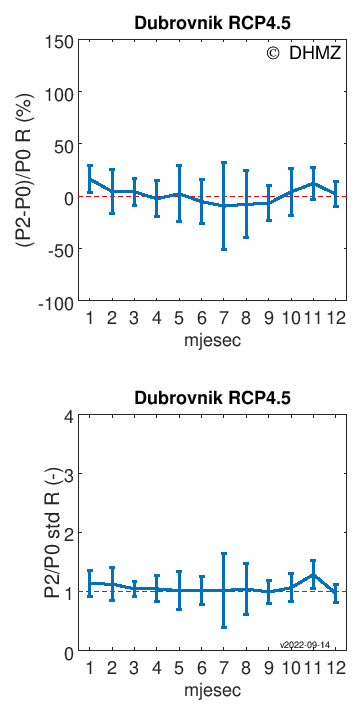 Dubrovnik RCP4.5
© DHMZ
(P2-P0)/P0 R (%)
150
100
50
0
-50
-100
1 2 3 4 5 6 7 8 9 10 11 12
mjesec
Dubrovnik RCP4.5
P2/P0 std R (-)
4
3
2
1
0
v2022-09-14
1 2 3 4 5 6 7 8 9 10 11 12
mjesec